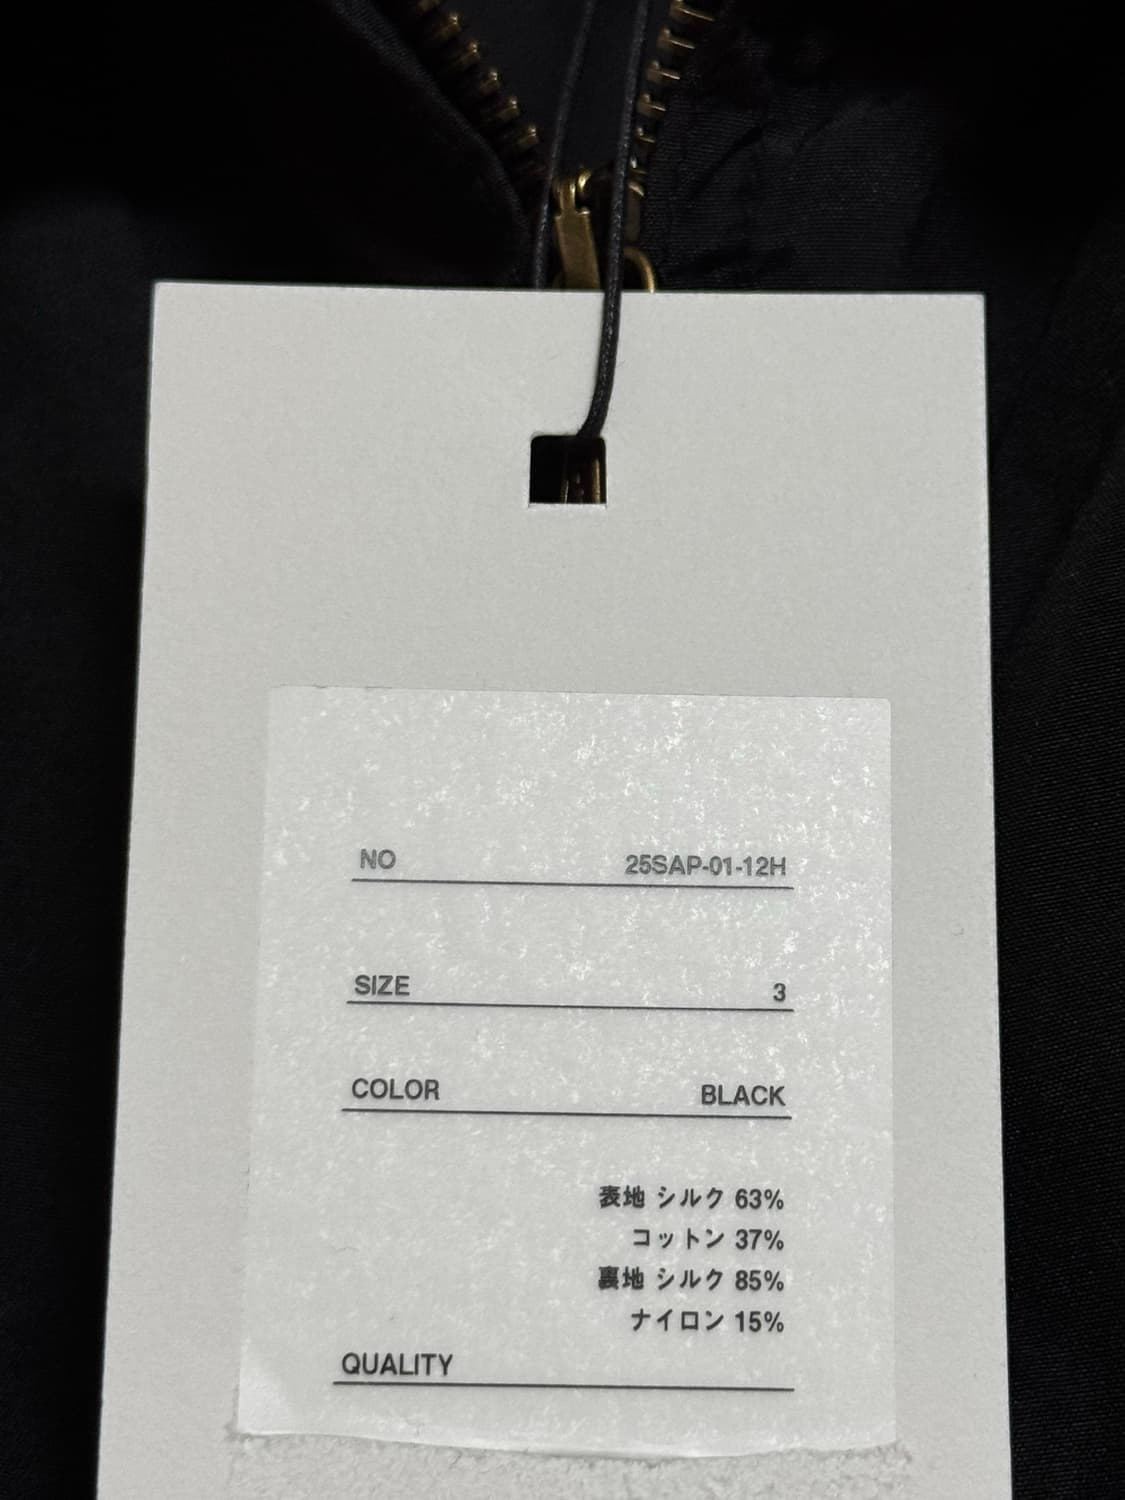 NO 25SAP-01-12H
SIZE 3
COLOR BLACK
表地 シルク 63%
コットン 37%
裏地 シルク 85%
ナイロン 15%
QUALITY